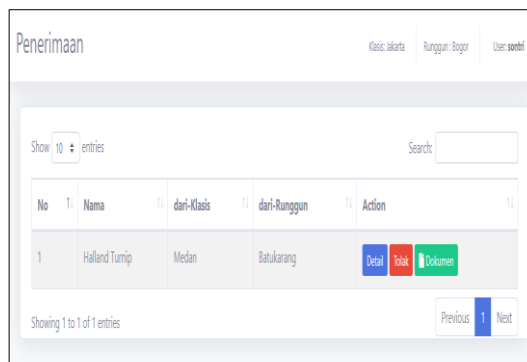 Penerimaan Klasis: Jakarta Runggun : Bogor User: sontri
Show 10 entries Search:
No Nama dari-Klasis dari-Runggun Action
1 Halland Turnip Medan Batukarang Detail Tolak Dokumen
Showing 1 to 1 of 1 entries Previous 1 Next